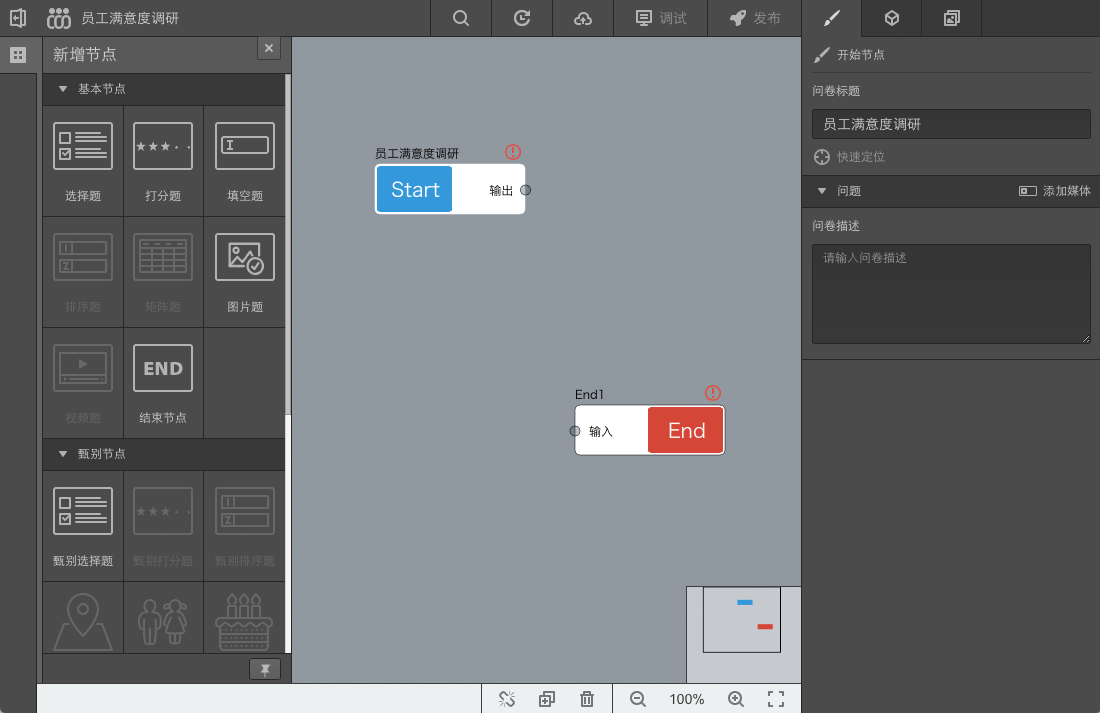 员工满意度调研
调试
发布
新增节点
基本节点
选择题
打分题
填空题
排序题
矩阵题
图片题
END
视频题
结束节点
甄别节点
甄别选择题
甄别打分题
甄别排序题
员工满意度调研
Start
输出
End1
输入
End
100%
开始节点
问卷标题
员工满意度调研
快速定位
问题
添加媒体
问卷描述
请输入问卷描述